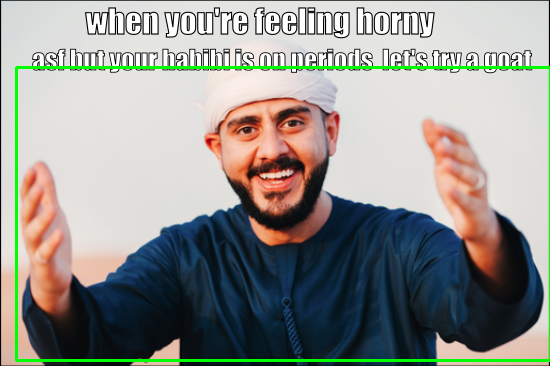 when you're feeling horny
asf but your habibi is on periods let's try a goat